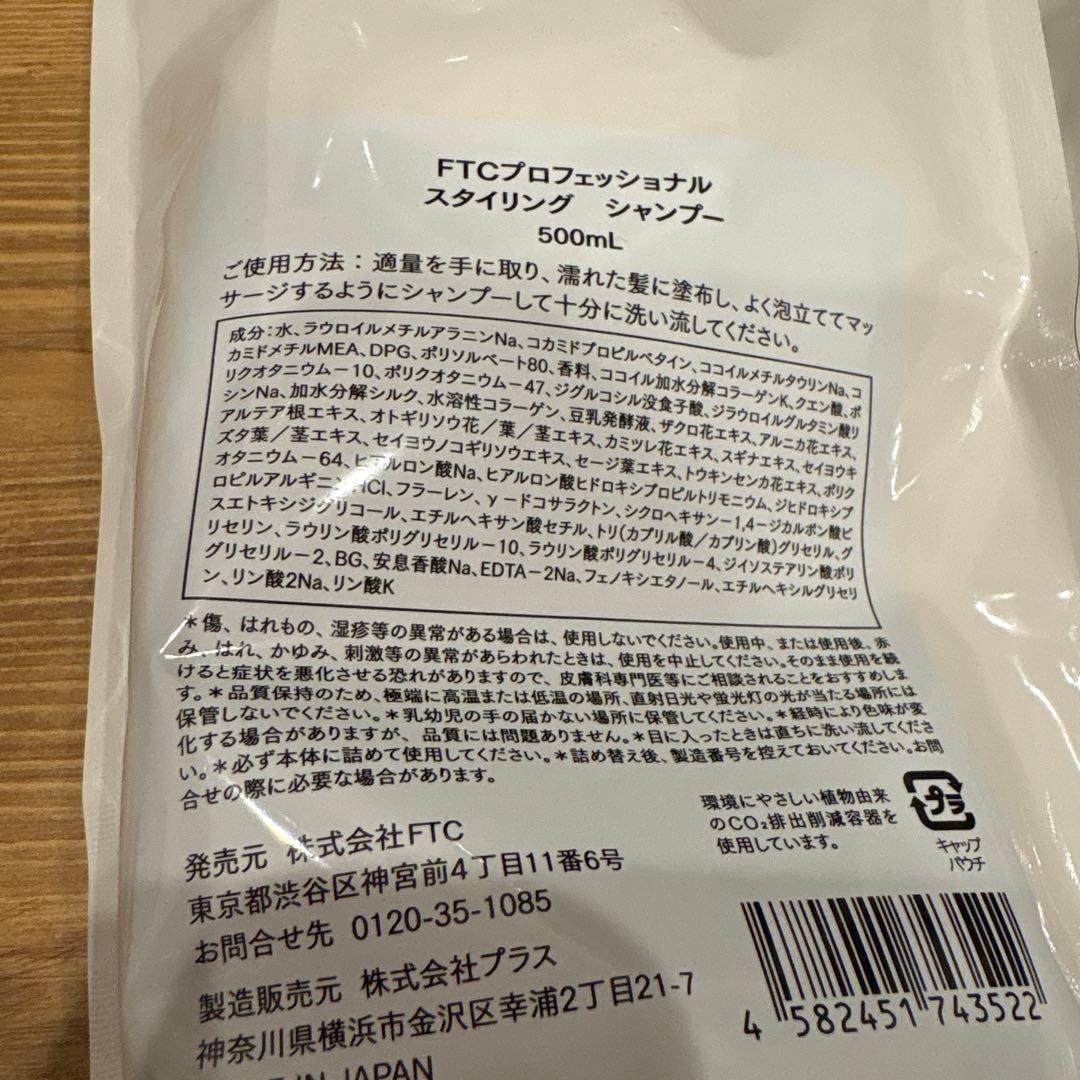 FTCプロフェッショナル
スタイリング シャンプー
500mL
ご使用方法：適量を手に取り、濡れた髪に塗布し、よく泡立ててマッ
サージするようにシャンプーして十分に洗い流してください。
成分：水、ラウロイルメチルアラニンNa、コカミドプロピルベタイン、ココイルメチルタウリンNa、コ
カミドメチルMEA、DPG、ポリソルベート80、香料、ココイル加水分解コラーゲンK、クエン酸、ポ
リクオタニウム－10、ポリクオタニウム－47、ジグルコシル没食子酸、ジラウロイルグルタミン酸リ
シンNa、加水分解シルク、水溶性コラーゲン、豆乳発酵液、ザクロ花エキス、アルニカ花エキス、
アルテア根エキス、オトギリソウ花／葉／茎エキス、カミツレ花エキス、スギナエキス、セイヨウキ
ズタ葉／茎エキス、セイヨウノコギリソウエキス、セージ葉エキス、トウキンセンカ花エキス、ポリク
オタニウム－64、ヒアルロン酸Na、ヒアルロン酸ヒドロキシプロピルトリモニウム、ジヒドロキシプ
ロピルアルギニンHCl、フラーレン、γ－ドコサラクトン、シクロヘキサン－1,4－ジカルボン酸ビ
スエトキシジグリコール、エチルヘキサン酸セチル、トリ(カプリル酸／カプリン酸)グリセリル、グ
リセリン、ラウリン酸ポリグリセリル－10、ラウリン酸ポリグリセリル－4、ジイソステアリン酸ポリ
グリセリル－2、BG、安息香酸Na、EDTA－2Na、フェノキシエタノール、エチルヘキシルグリセリ
ン、リン酸2Na、リン酸K
＊傷、はれもの、湿疹等の異常がある場合は、使用しないでください。使用中、または使用後、赤
み、はれ、かゆみ、刺激等の異常があらわれたときは、使用を中止してください。そのまま使用を続
けると症状を悪化させる恐れがありますので、皮膚科専門医等にご相談されることをおすすめしま
す。＊品質保持のため、極端に高温または低温の場所、直射日光や蛍光灯の光が当たる場所には
保管しないでください。＊乳幼児の手の届かない場所に保管してください。＊経時により色味が変
化する場合がありますが、品質には問題ありません。＊目に入ったときは直ちに洗い流してくださ
い。＊必ず本体に詰めて使用してください。＊詰め替え後、製造番号を控えておいてください。お問
合せの際に必要な場合があります。
環境にやさしい植物由来
のCO₂排出削減容器を
使用しています。
プラ
キャップ
パウチ
発売元 株式会社FTC
東京都渋谷区神宮前4丁目11番6号
お問合せ先 0120-35-1085
製造販売元 株式会社プラス
神奈川県横浜市金沢区幸浦2丁目21-7
IN JAPAN
4 582451 743522